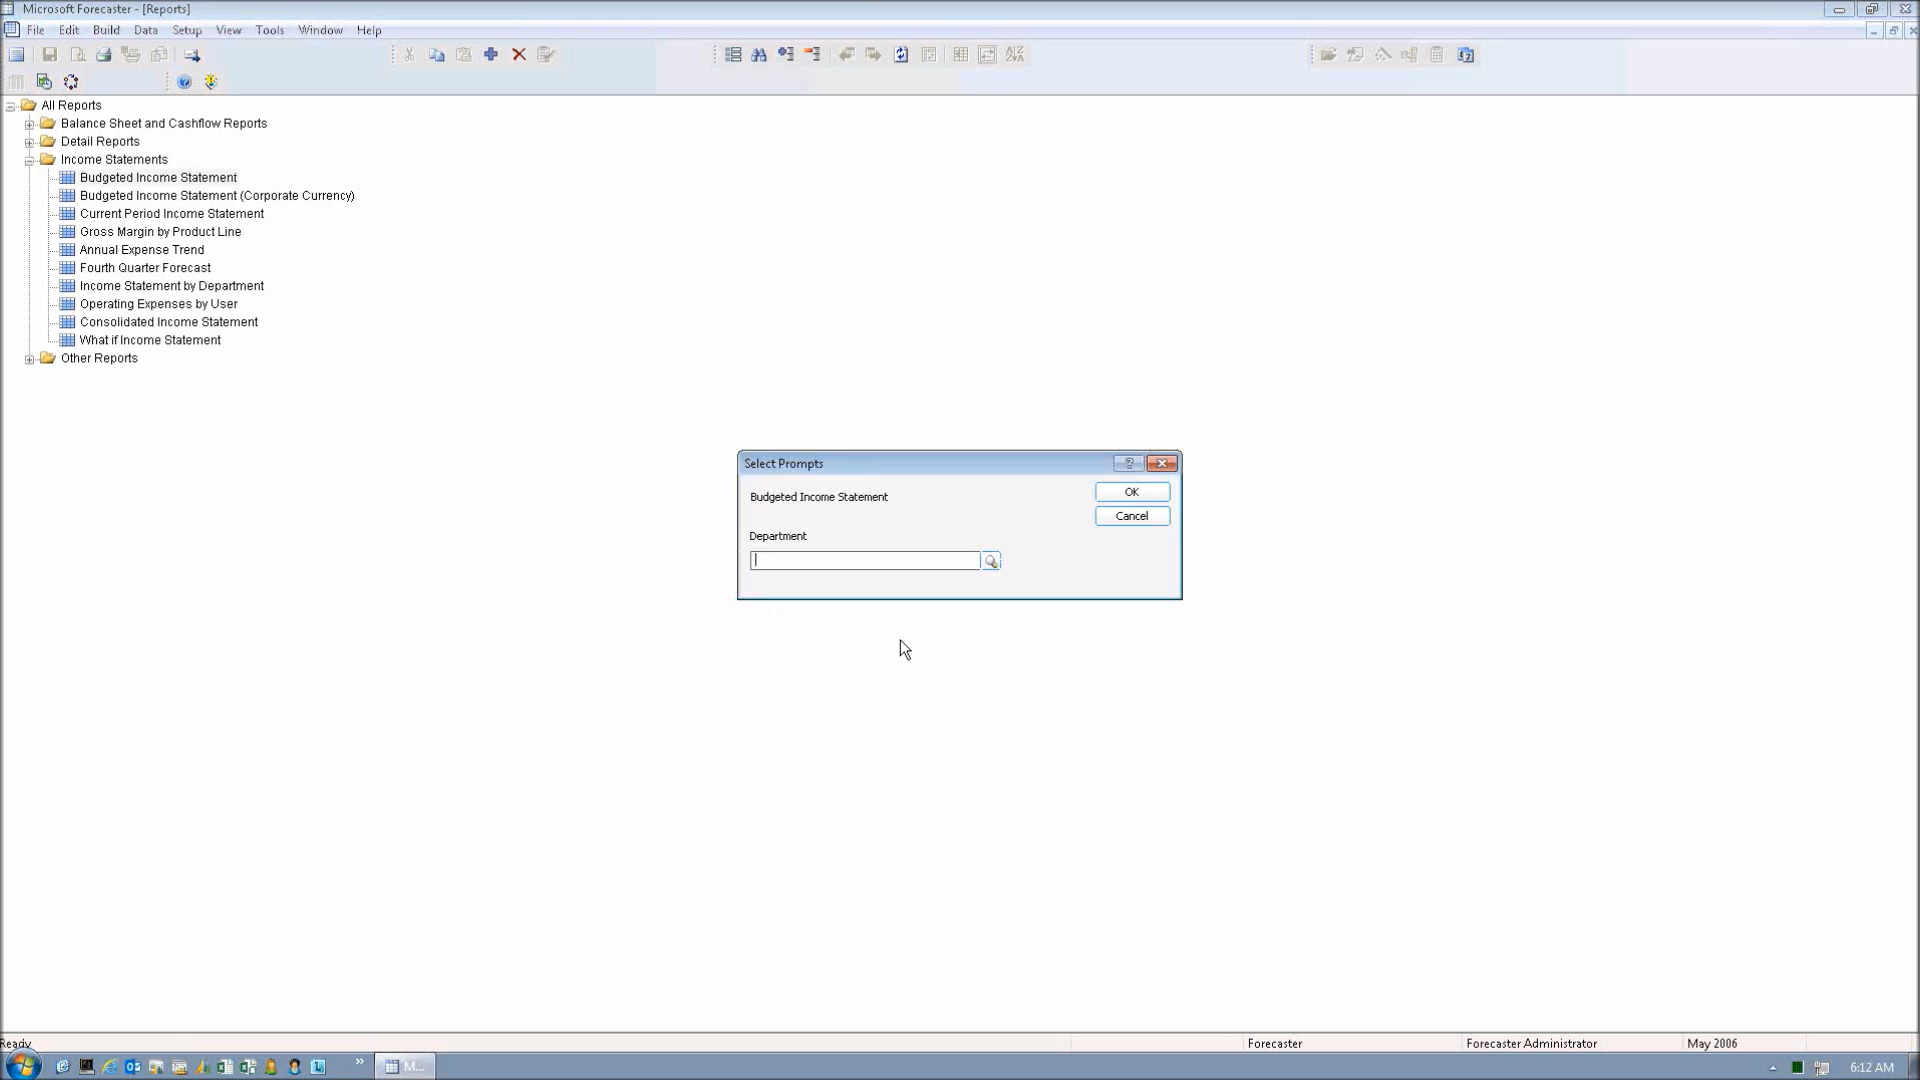 Microsoft Forecaster - [Reports]
File Edit Build Data Setup View Tools Window Help
All Reports
Balance Sheet and Cashflow Reports
Detail Reports
Income Statements
Budgeted Income Statement
Budgeted Income Statement (Corporate Currency)
Current Period Income Statement
Gross Margin by Product Line
Annual Expense Trend
Fourth Quarter Forecast
Income Statement by Department
Operating Expenses by User
Consolidated Income Statement
What if Income Statement
Other Reports
Select Prompts
Budgeted Income Statement
OK
Cancel
Department
Ready
Forecaster
Forecaster Administrator
May 2006
M...
6:12 AM